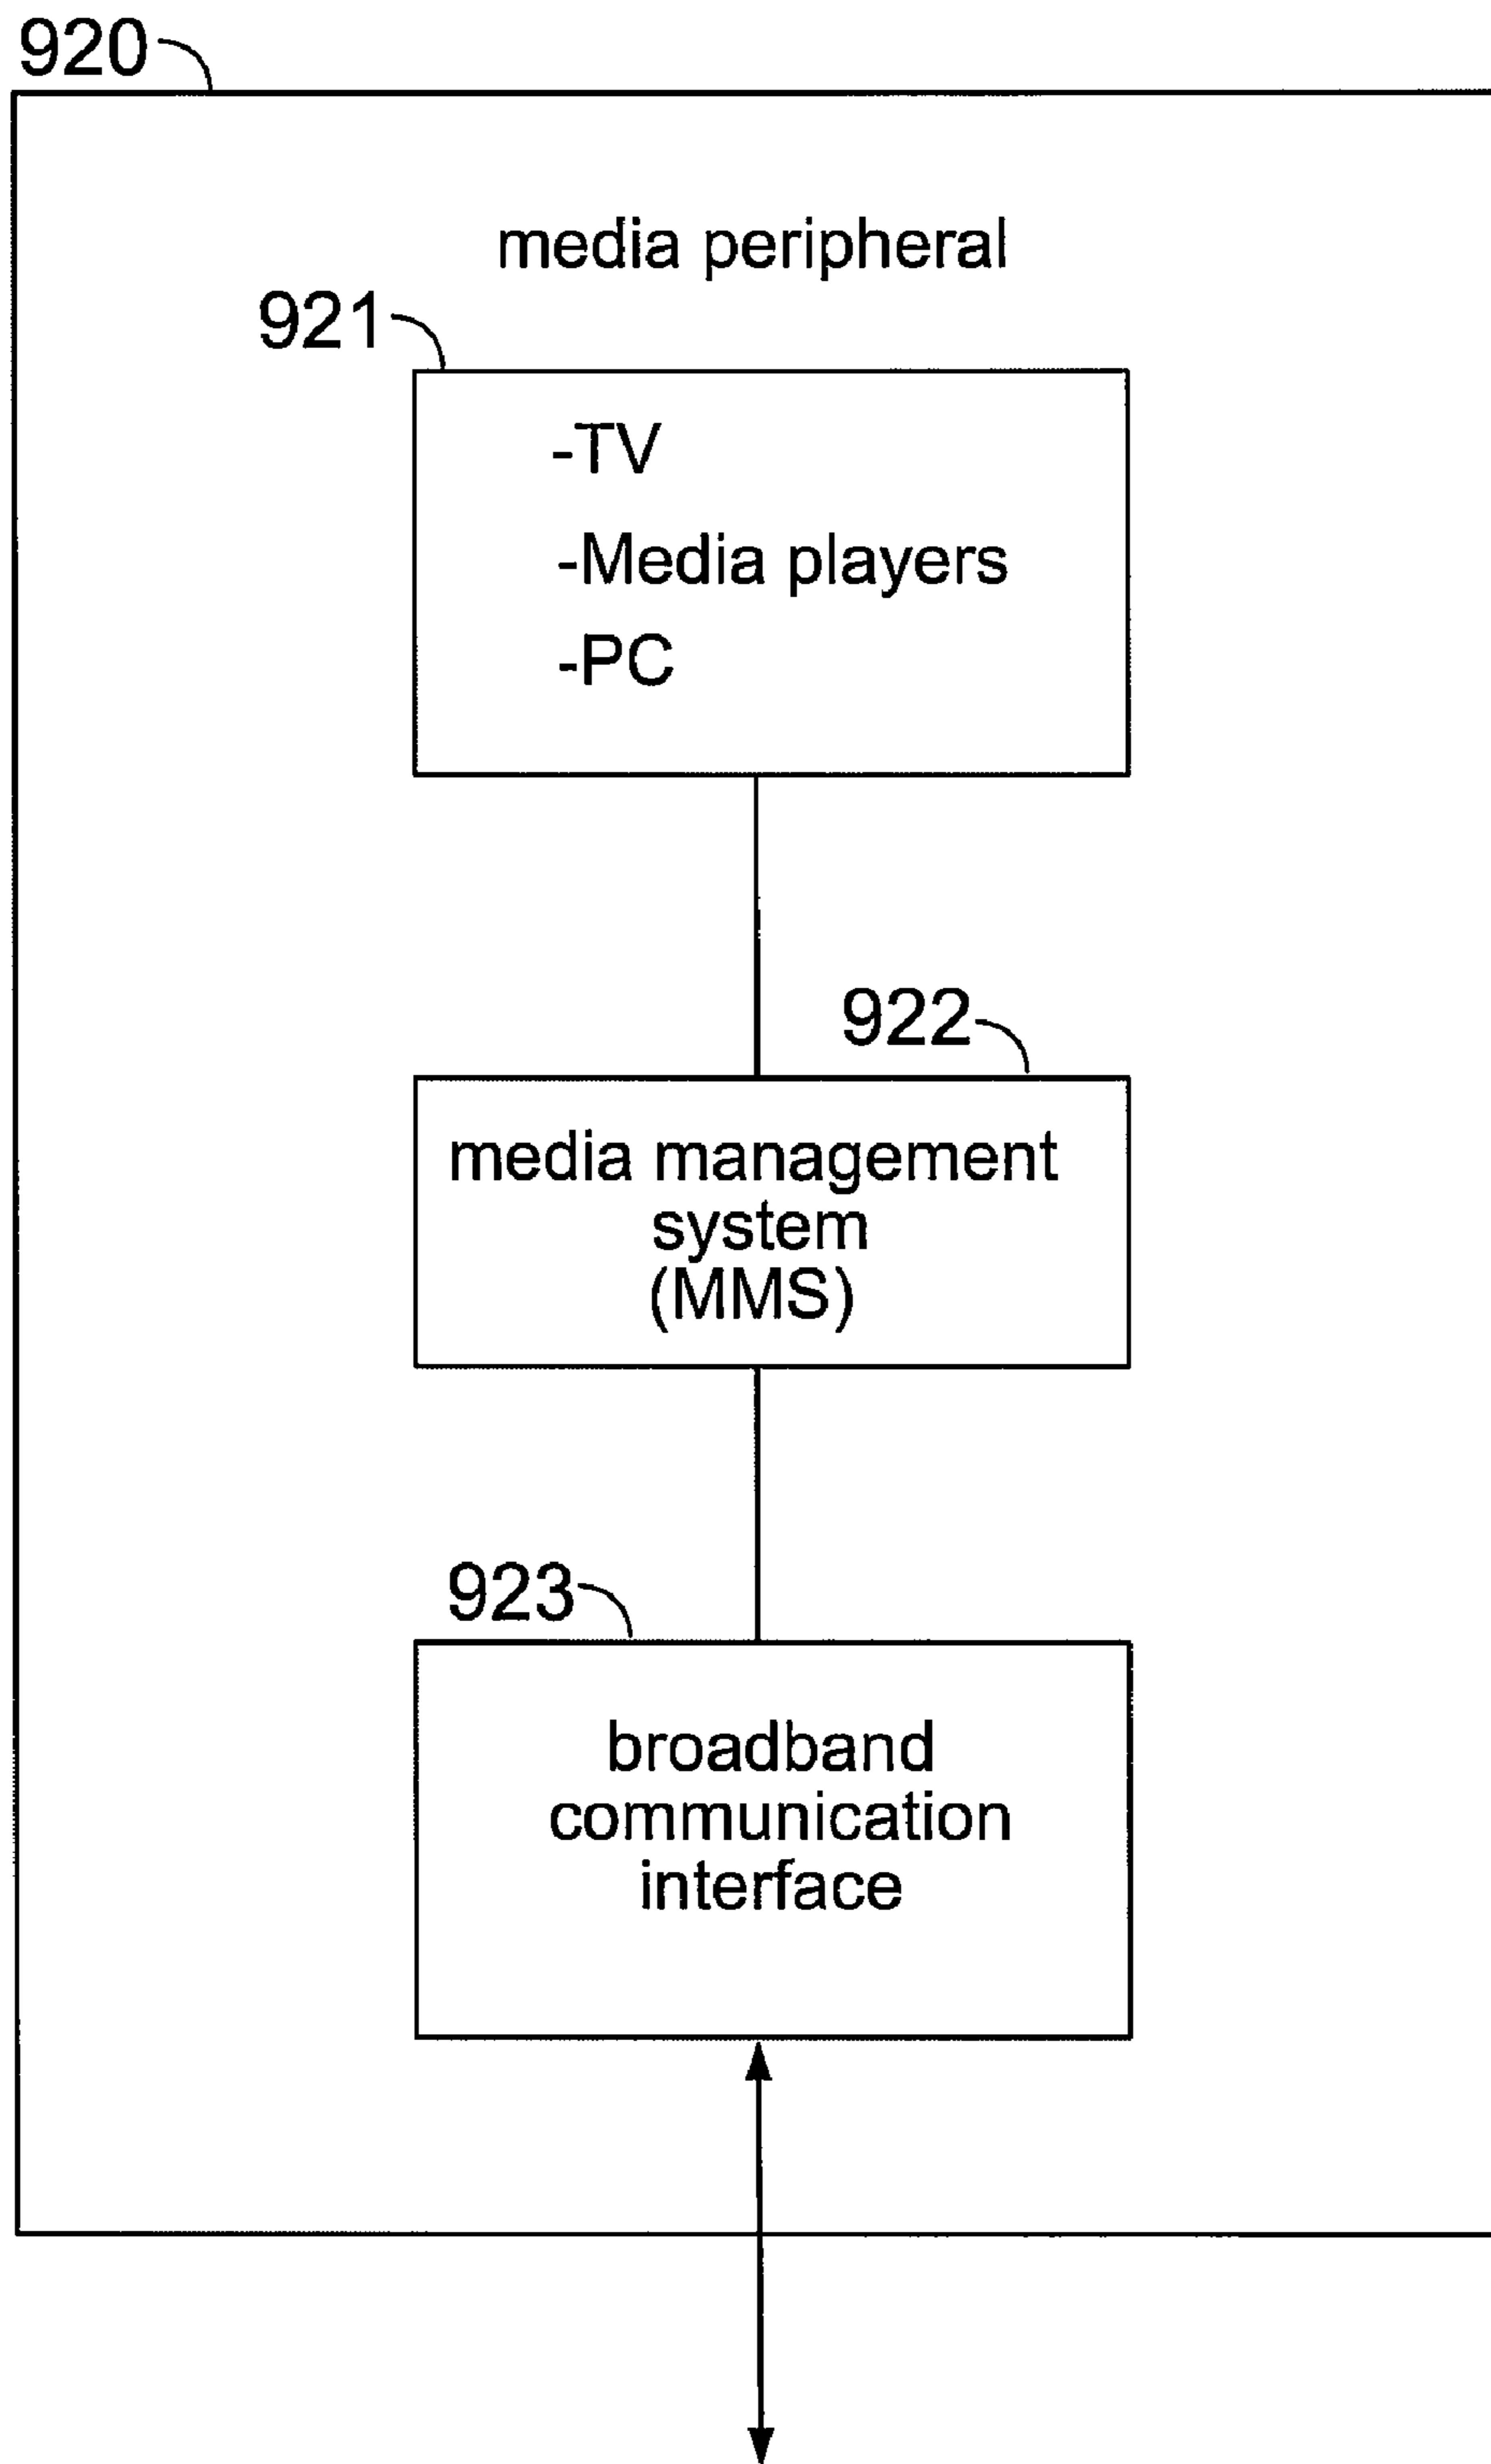 920
media peripheral
921
-TV
-Media players
-PC
922
media management
system
(MMS)
923
broadband
communication
interface